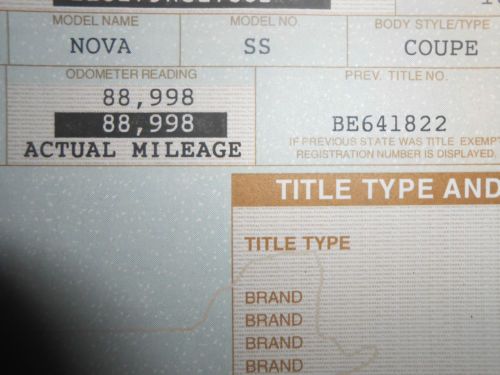 MODEL NAME MODEL NO. BODY STYLE/TYPE
NOVA SS COUPE
ODOMETER READING PREV. TITLE NO.
88,998
88,998 BE641822
ACTUAL MILEAGE IF PREVIOUS STATE WAS TITLE EXEMPT
REGISTRATION NUMBER IS DISPLAYED
TITLE TYPE AND
TITLE TYPE
BRAND
BRAND
BRAND
BRAND